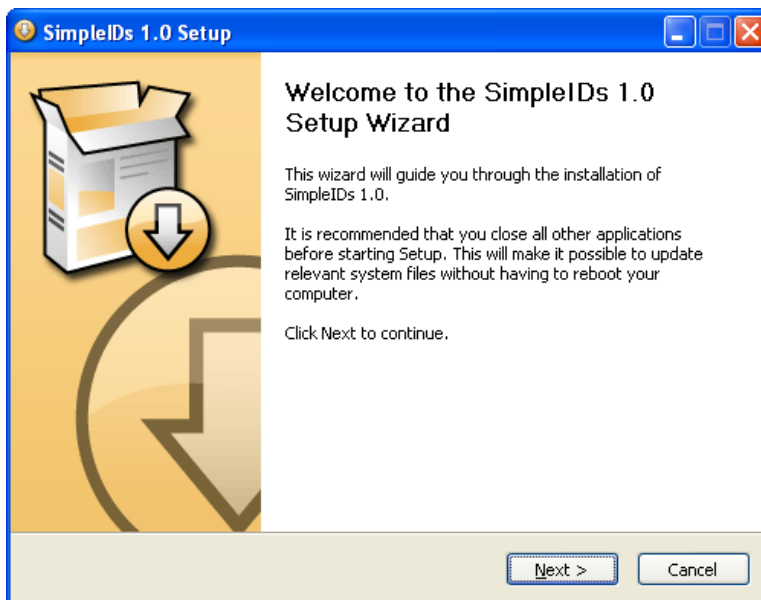 SimpleIDs 1.0 Setup
Welcome to the SimpleIDs 1.0
Setup Wizard
This wizard will guide you through the installation of
SimpleIDs 1.0.
It is recommended that you close all other applications
before starting Setup. This will make it possible to update
relevant system files without having to reboot your
computer.
Click Next to continue.
Next >
Cancel